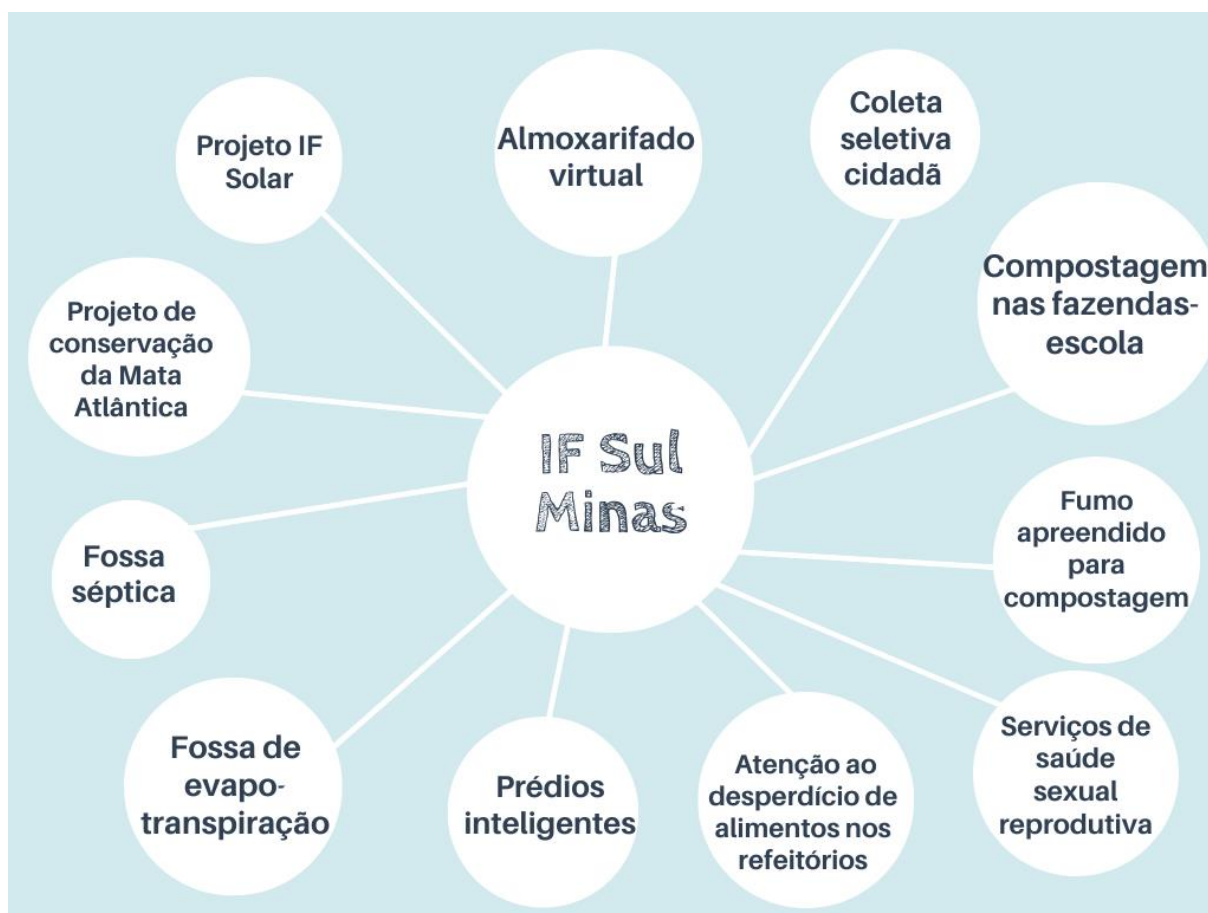 Projeto IF
Solar
Almoxarifado
virtual
Coleta
seletiva
cidadã
Compostagem
nas fazendas-
escola
Projeto de
conservação
da Mata
Atlântica
IF Sul
Minas
Fumo
apreendido
para
compostagem
Fossa
séptica
Fossa de
evapo-
transpiração
Prédios
inteligentes
Atenção ao
desperdício de
alimentos nos
refeitórios
Serviços de
saúde
sexual
reprodutiva